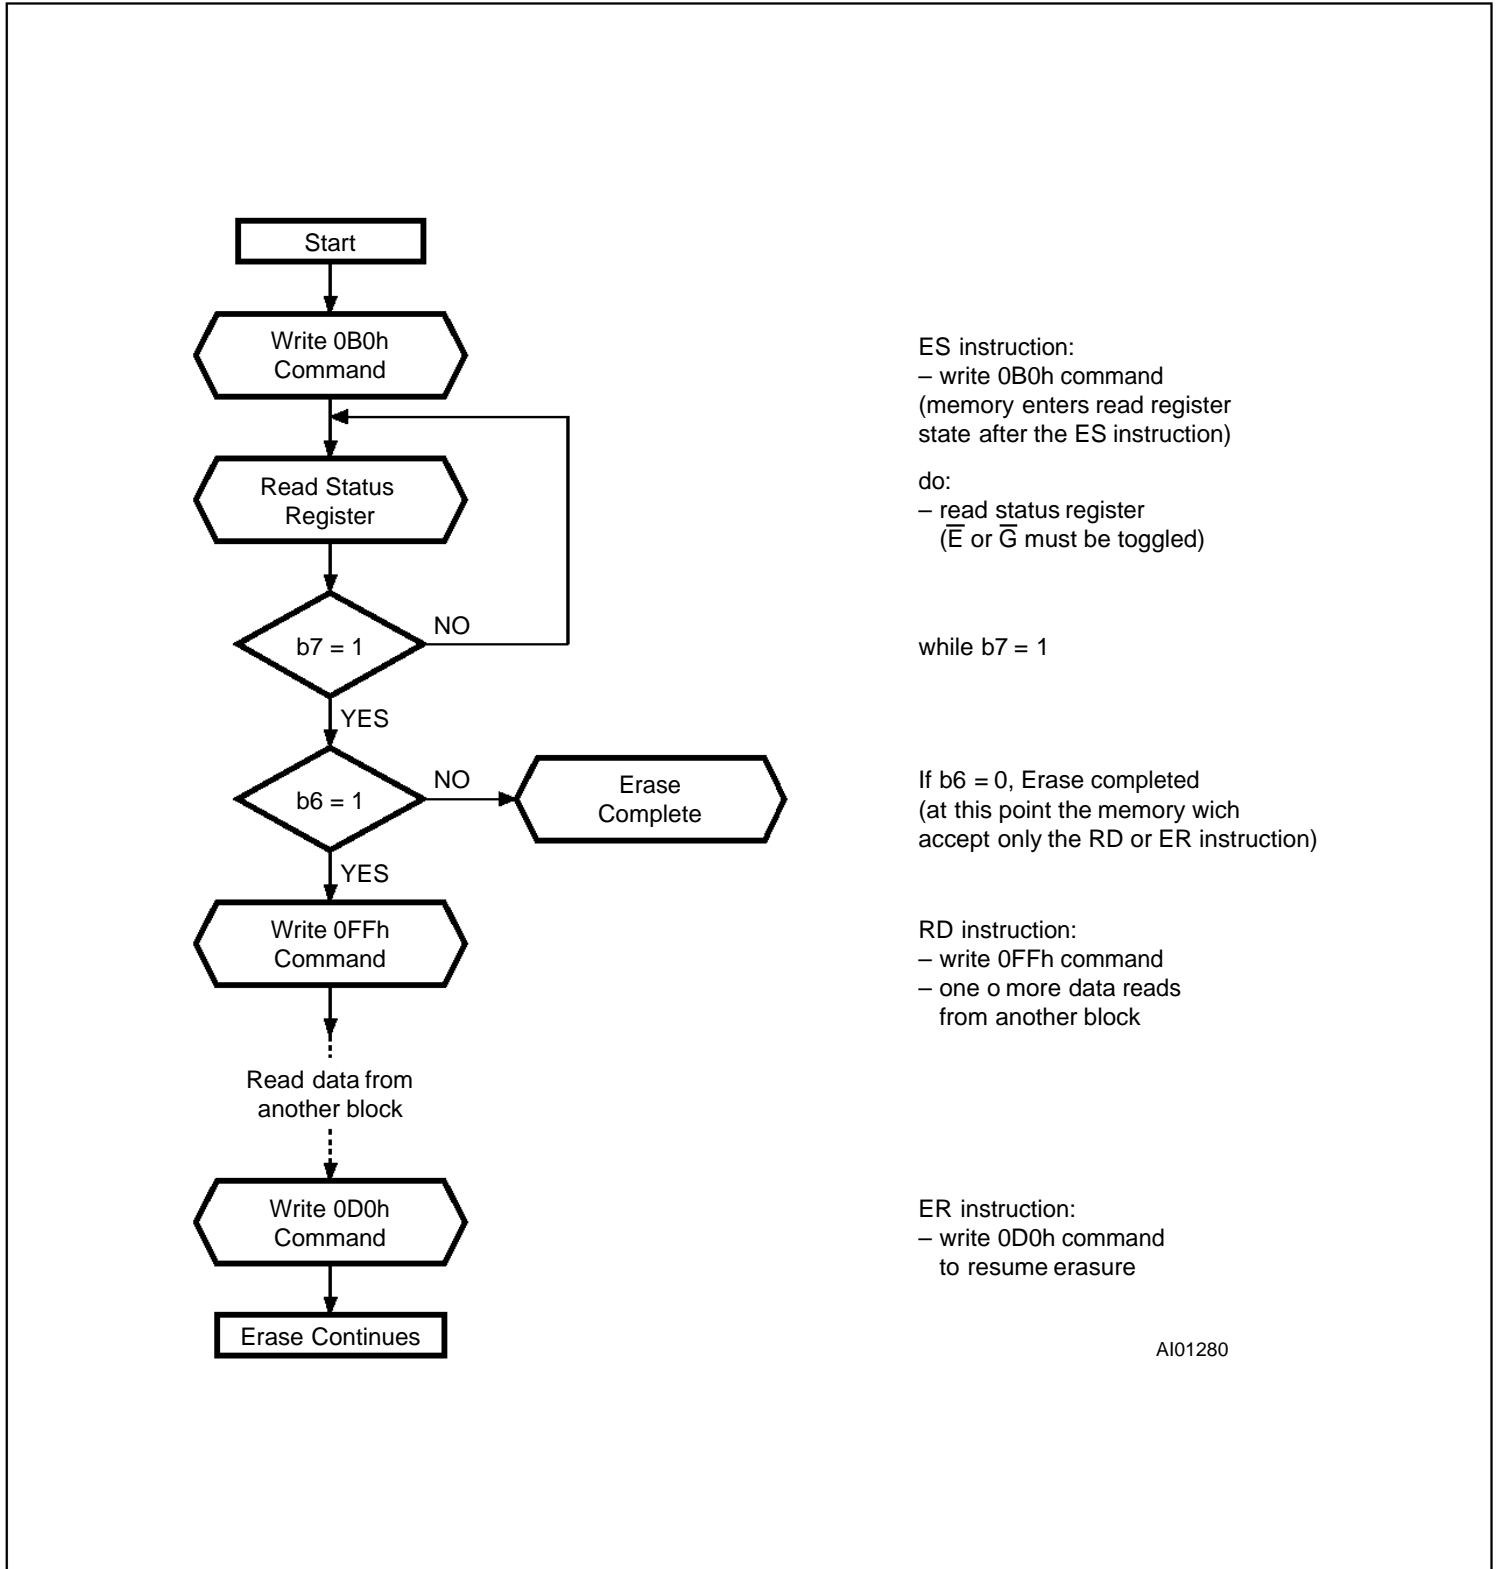 Start
Write 0B0h
Command
ES instruction:
– write 0B0h command
(memory enters read register
state after the ES instruction)
Read Status
Register
do:
– read status register
(E̅ or G̅ must be toggled)
b7 = 1
NO
while b7 = 1
YES
b6 = 1
NO
Erase
Complete
If b6 = 0, Erase completed
(at this point the memory wich
accept only the RD or ER instruction)
YES
Write 0FFh
Command
RD instruction:
– write 0FFh command
– one o more data reads
from another block
Read data from
another block
Write 0D0h
Command
ER instruction:
– write 0D0h command
to resume erasure
Erase Continues
AI01280